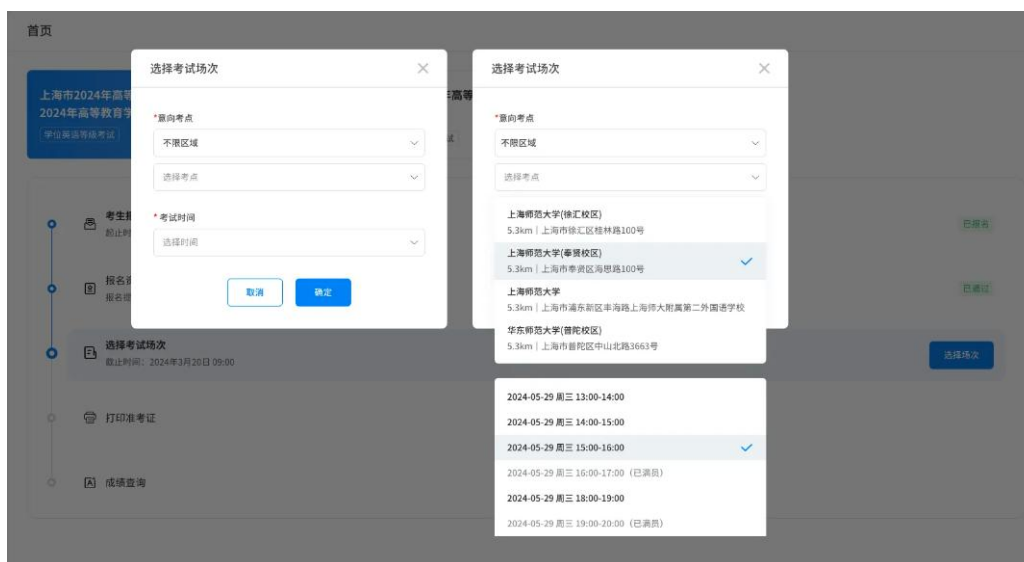 首页
选择考试场次
选择考试场次
上海市2024年高等
2024年高等教育学
学位英语等级考试
*意向考点
不限区域
选择考点
*考试时间
选择时间
取消
确定
*意向考点
不限区域
选择考点
上海师范大学(徐汇校区)
5.3km | 上海市徐汇区桂林路100号
上海师范大学(奉贤校区)
5.3km | 上海市奉贤区海思路100号
上海师范大学
5.3km | 上海市浦东新区丰海路上海师大附属第二外国语学校
华东师范大学(普陀校区)
5.3km | 上海市普陀区中山北路3663号
考生报
起止时
已报名
报名资
报名提
已通过
选择考试场次
截止时间：2024年3月20日 09:00
选择场次
打印准考证
成绩查询
2024-05-29 周三 13:00-14:00
2024-05-29 周三 14:00-15:00
2024-05-29 周三 15:00-16:00
2024-05-29 周三 16:00-17:00（已满员）
2024-05-29 周三 18:00-19:00
2024-05-29 周三 19:00-20:00（已满员）